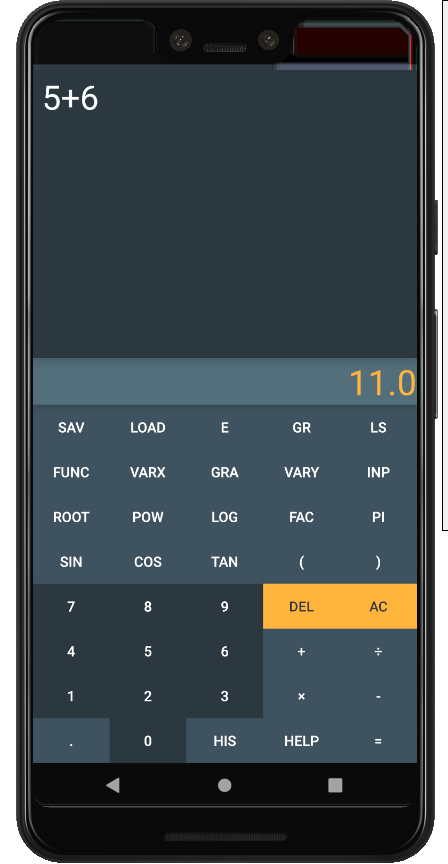 5+6
11.0
SAV LOAD E GR LS
FUNC VARX GRA VARY INP
ROOT POW LOG FAC PI
SIN COS TAN ( )
7 8 9 DEL AC
4 5 6 + ÷
1 2 3 × -
. 0 HIS HELP =